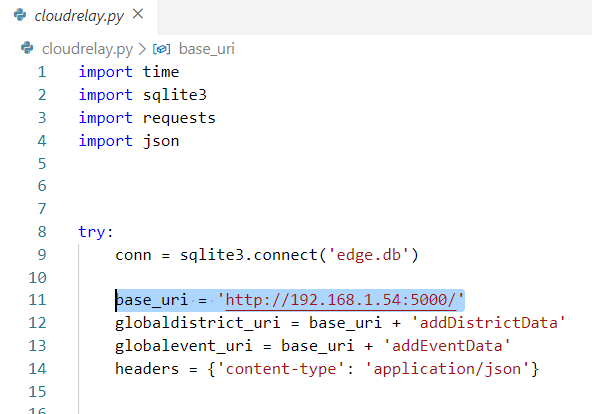 cloudrelay.py
cloudrelay.py > base_uri
1 import time
2 import sqlite3
3 import requests
4 import json
5
6
7
8 try:
9 conn = sqlite3.connect('edge.db')
10
11 base_uri = 'http://192.168.1.54:5000/'
12 globaldistrict_uri = base_uri + 'addDistrictData'
13 globalevent_uri = base_uri + 'addEventData'
14 headers = {'content-type': 'application/json'}
15
16